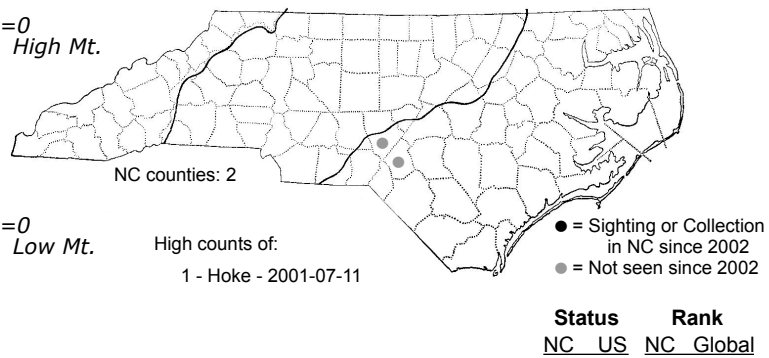 =0
High Mt.
NC counties: 2
=0
Low Mt.
High counts of:
1 - Hoke - 2001-07-11
● = Sighting or Collection
in NC since 2002
● = Not seen since 2002
Status Rank
NC US NC Global